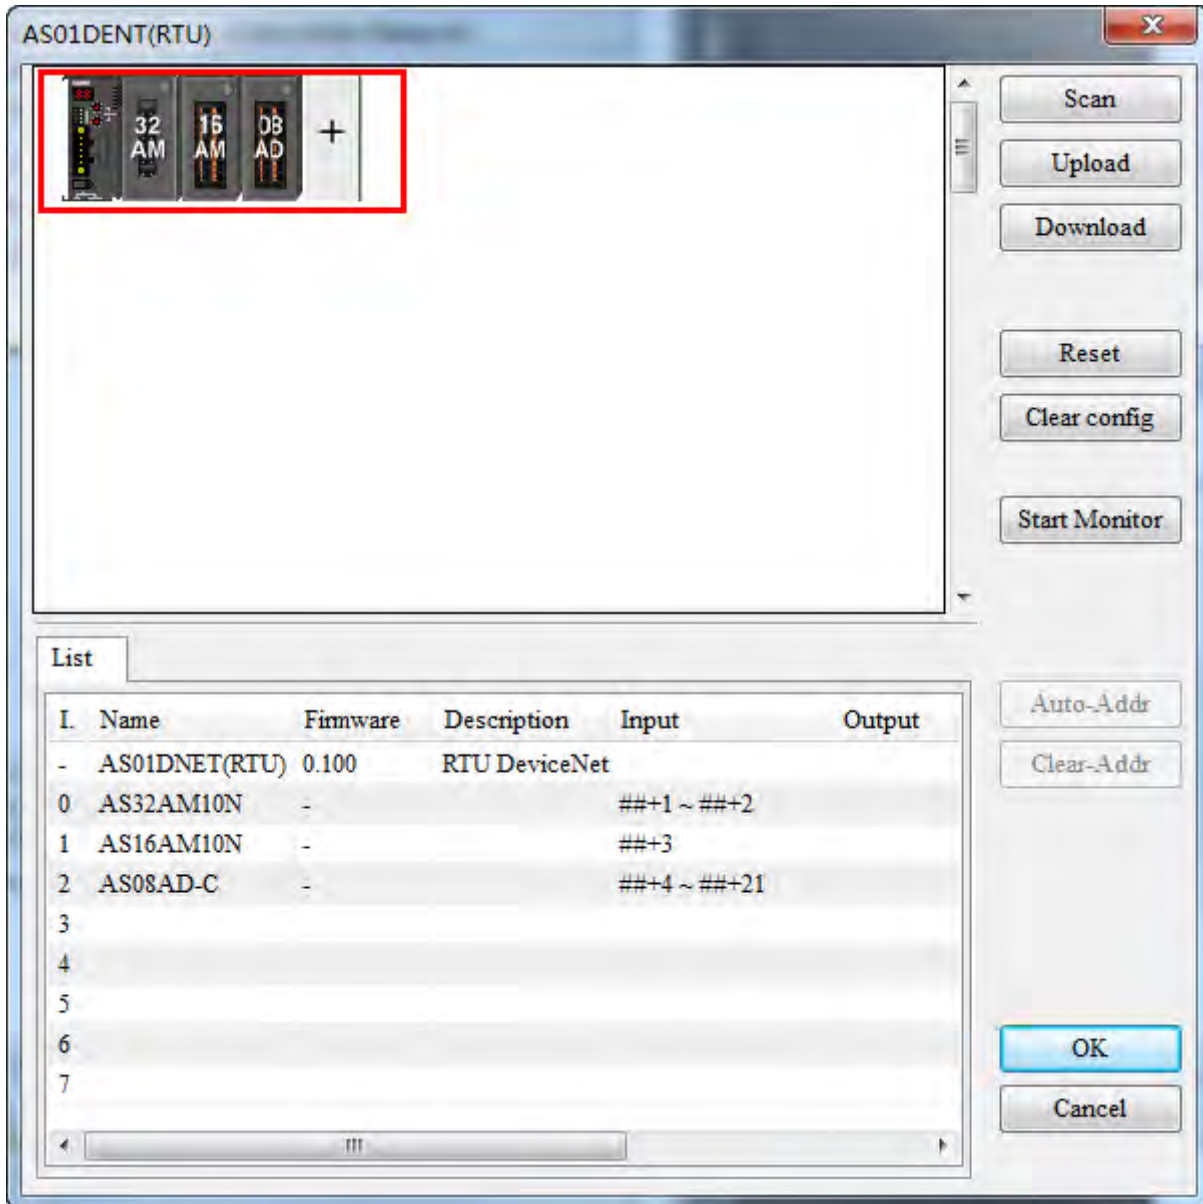 AS01DENT(RTU)
32 AM
16 AM
08 AD
+
Scan
Upload
Download
Reset
Clear config
Start Monitor
List
I. Name Firmware Description Input Output
- AS01DNET(RTU) 0.100 RTU DeviceNet
0 AS32AM10N - ##+1 ~ ##+2
1 AS16AM10N - ##+3
2 AS08AD-C - ##+4 ~ ##+21
3
4
5
6
7
Auto-Addr
Clear-Addr
OK
Cancel